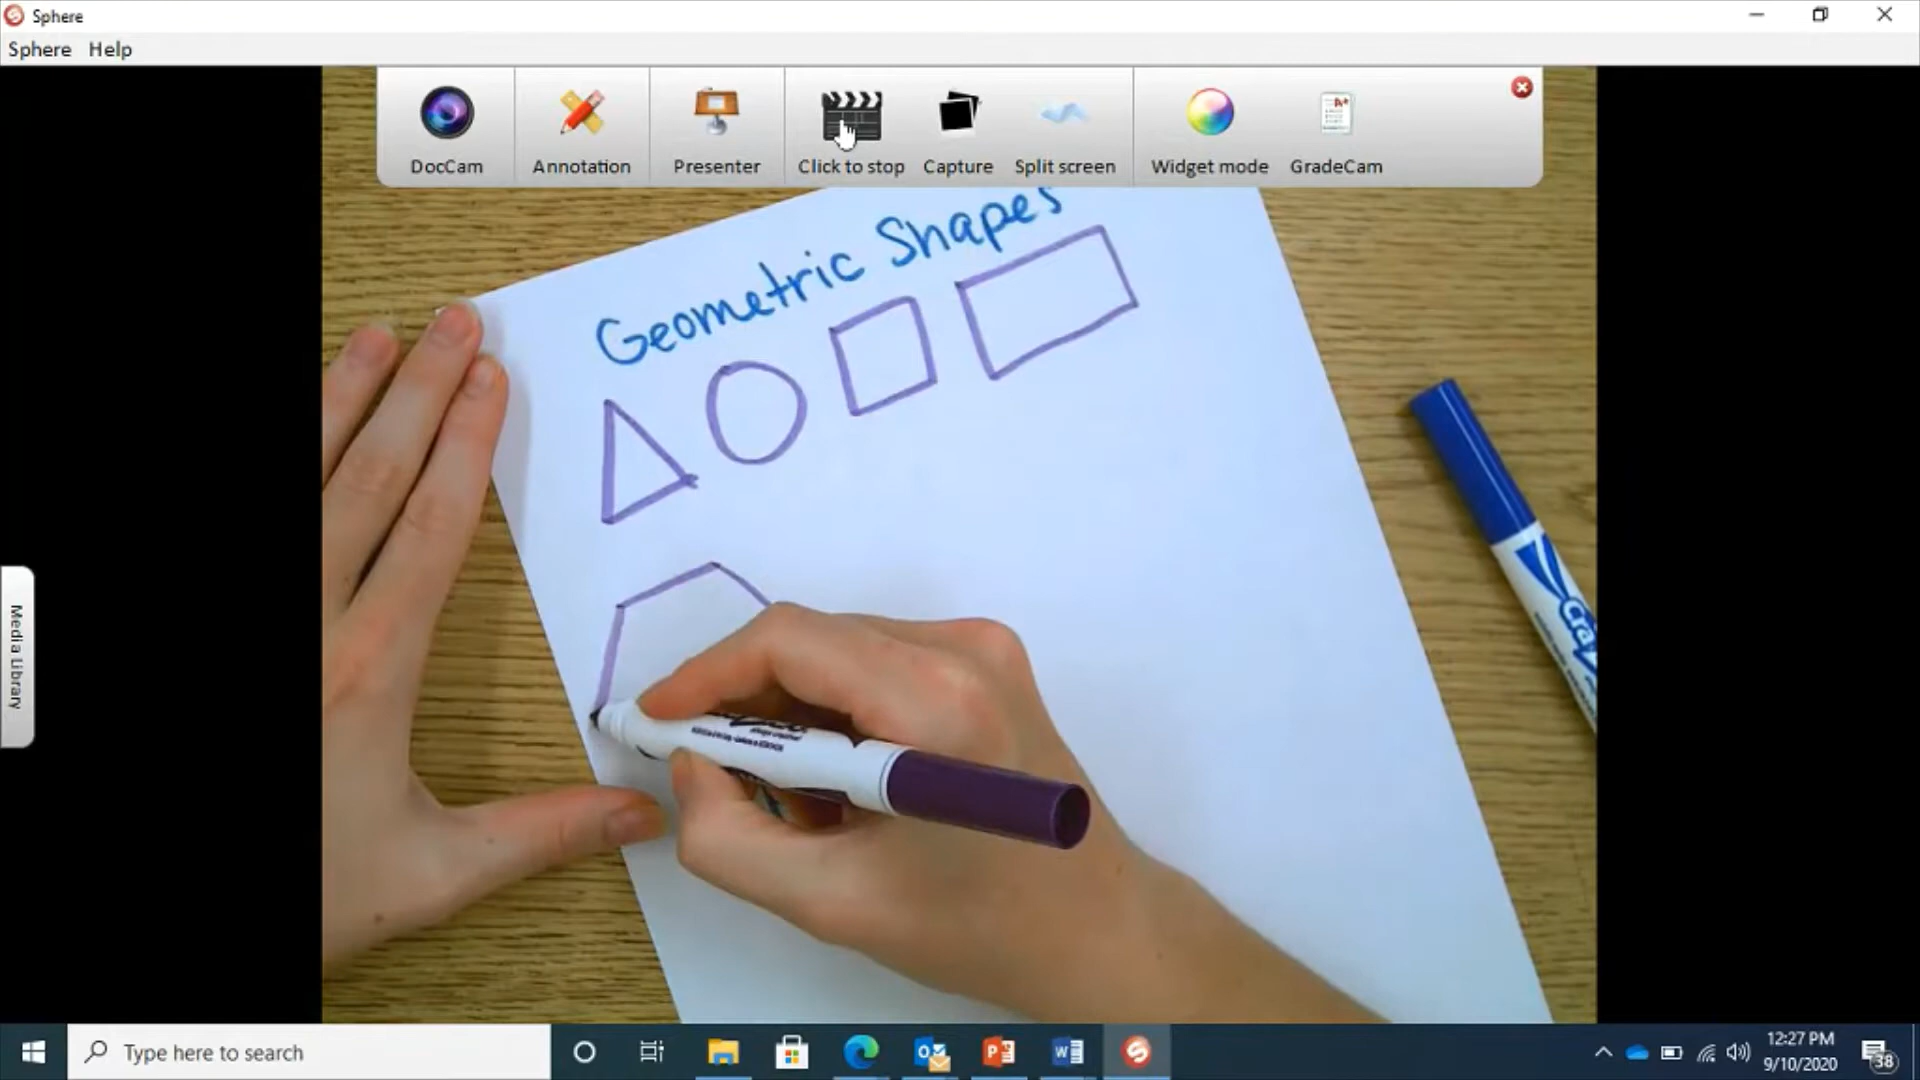 Sphere
Sphere Help
DocCam Annotation Presenter Click to stop Capture Split screen Widget mode GradeCam
A+
Geometric Shapes
Media Library
Cra
Type here to search
12:27 PM
9/10/2020
38